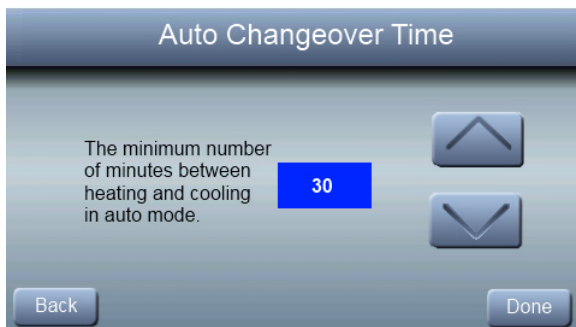 Auto Changeover Time
The minimum number
of minutes between
heating and cooling
in auto mode.
30
Back
Done